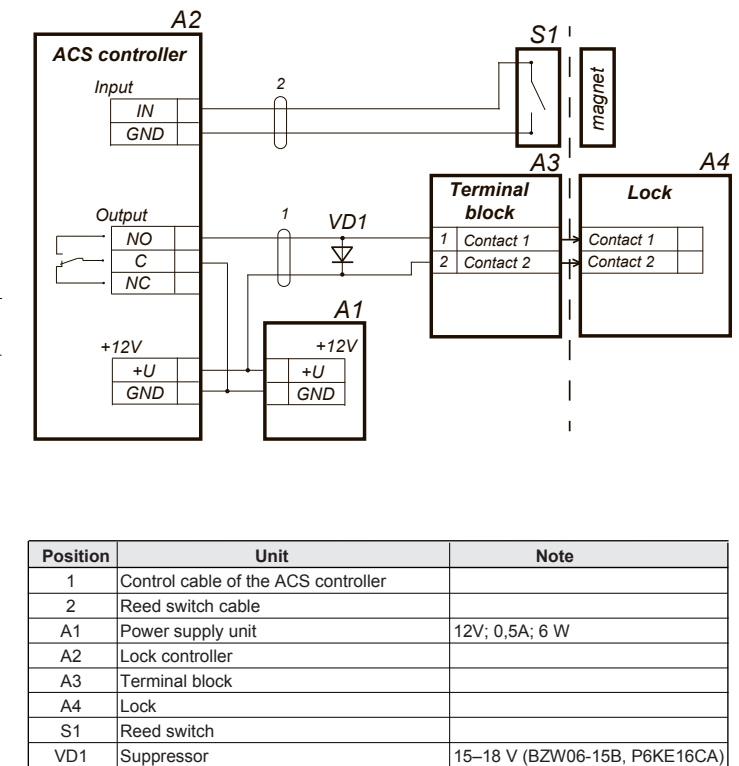 A2
ACS controller
Input
IN
GND
2
S1
magnet
A3
Terminal block
1 Contact 1
2 Contact 2
A4
Lock
Contact 1
Contact 2
Output
NO
C
NC
1
VD1
A1
+12V
+U
GND
+12V
+U
GND
Position Unit Note
1 Control cable of the ACS controller
2 Reed switch cable
A1 Power supply unit 12V; 0,5A; 6 W
A2 Lock controller
A3 Terminal block
A4 Lock
S1 Reed switch
VD1 Suppressor 15–18 V (BZW06-15B, P6KE16CA)